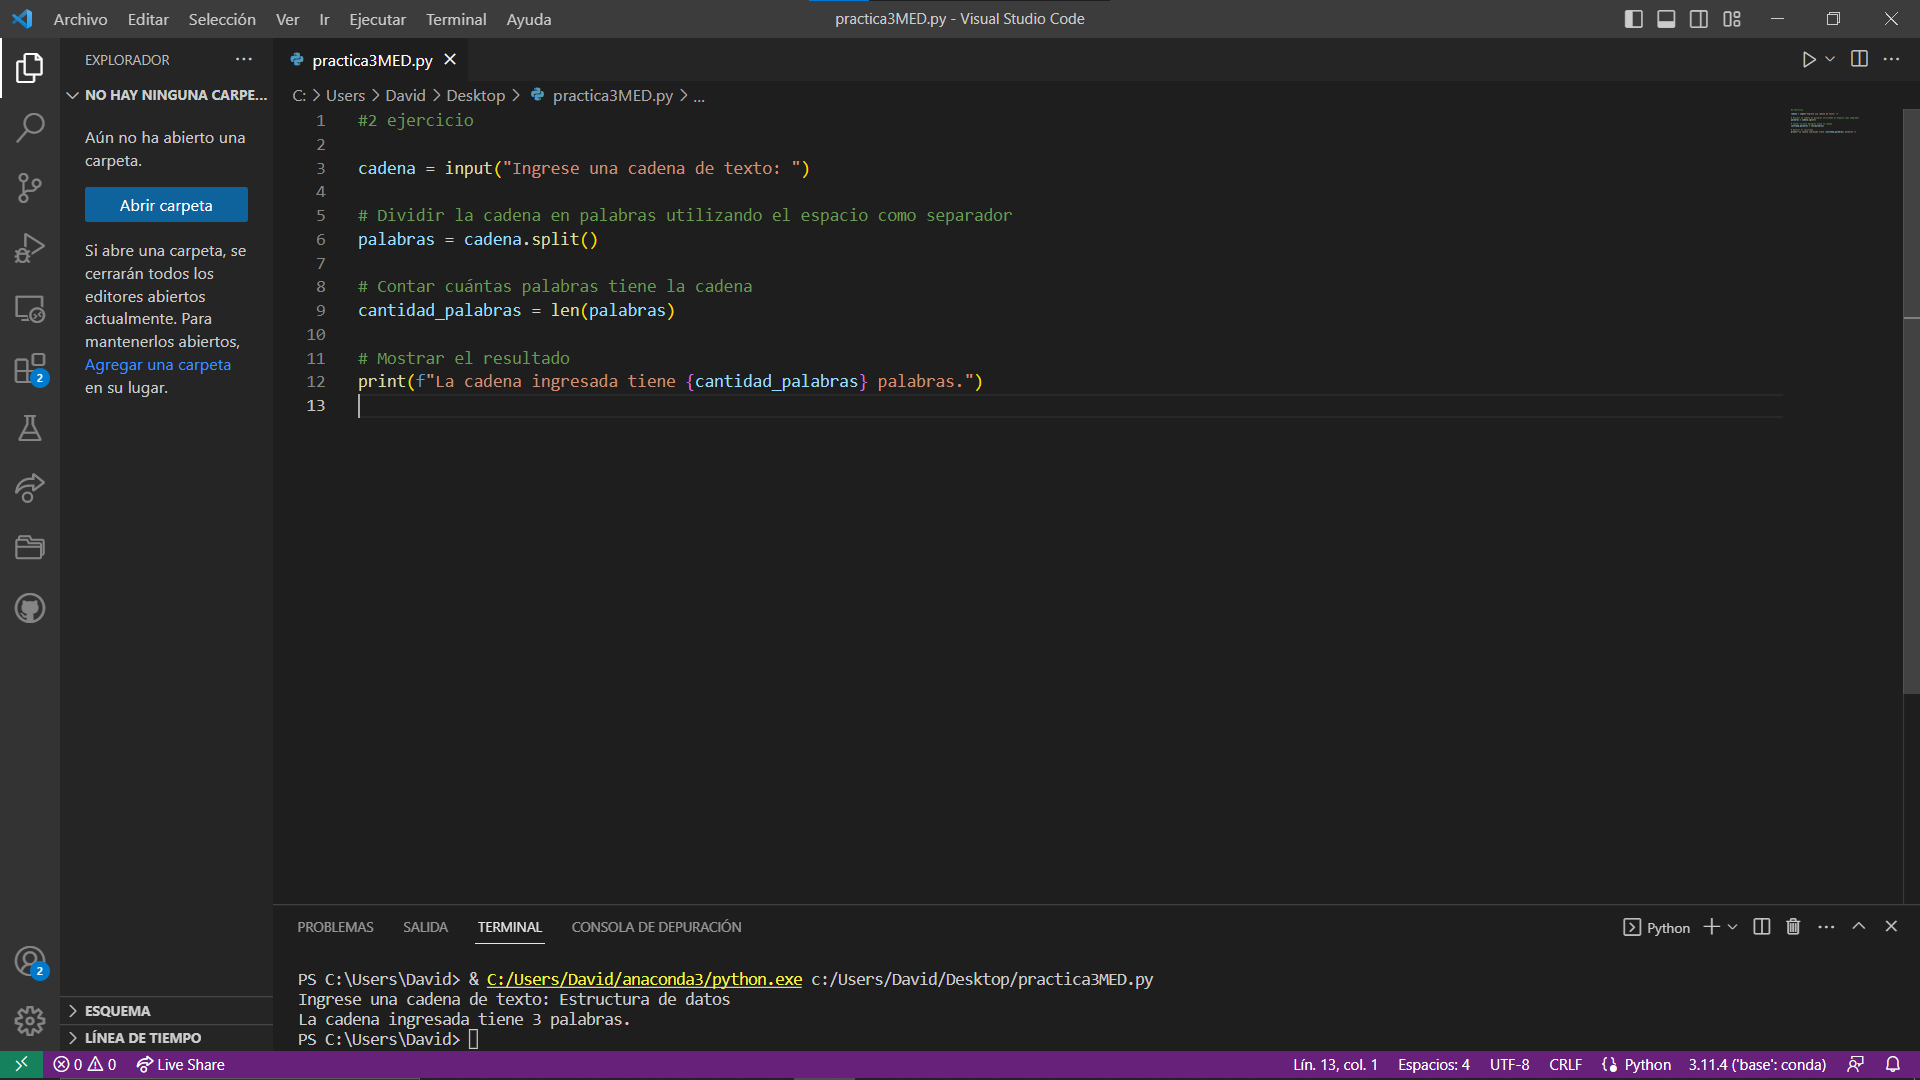 Archivo Editar Selección Ver Ir Ejecutar Terminal Ayuda
practica3MED.py - Visual Studio Code
EXPLORADOR
NO HAY NINGUNA CARPE...
Aún no ha abierto una
carpeta.
Abrir carpeta
Si abre una carpeta, se
cerrarán todos los
editores abiertos
actualmente. Para
mantenerlos abiertos,
Agregar una carpeta
en su lugar.
2
2
ESQUEMA
LÍNEA DE TIEMPO
practica3MED.py
C: > Users > David > Desktop > practica3MED.py > ...
1 #2 ejercicio
2
3 cadena = input("Ingrese una cadena de texto: ")
4
5 # Dividir la cadena en palabras utilizando el espacio como separador
6 palabras = cadena.split()
7
8 # Contar cuántas palabras tiene la cadena
9 cantidad_palabras = len(palabras)
10
11 # Mostrar el resultado
12 print(f"La cadena ingresada tiene {cantidad_palabras} palabras.")
13
PROBLEMAS SALIDA TERMINAL CONSOLA DE DEPURACIÓN
Python
PS C:\Users\David> & C:/Users/David/anaconda3/python.exe c:/Users/David/Desktop/practica3MED.py
Ingrese una cadena de texto: Estructura de datos
La cadena ingresada tiene 3 palabras.
PS C:\Users\David>
0 0 Live Share
Lín. 13, col. 1 Espacios: 4 UTF-8 CRLF Python 3.11.4 ('base': conda)